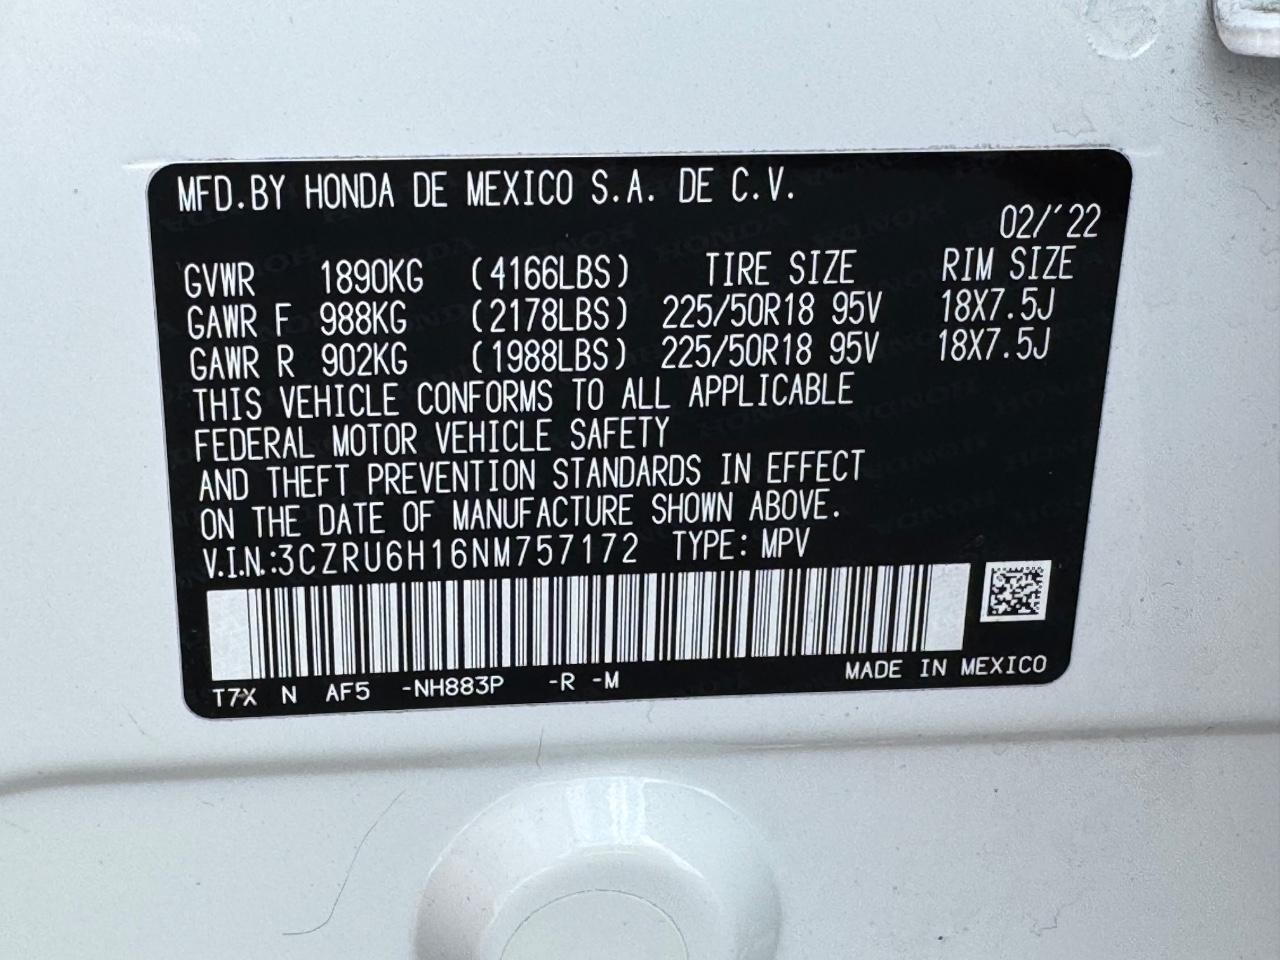 MFD.BY HONDA DE MEXICO S.A. DE C.V.
02/'22
GVWR 1890KG (4166LBS) TIRE SIZE RIM SIZE
GAWR F 988KG (2178LBS) 225/50R18 95V 18X7.5J
GAWR R 902KG (1988LBS) 225/50R18 95V 18X7.5J
THIS VEHICLE CONFORMS TO ALL APPLICABLE
FEDERAL MOTOR VEHICLE SAFETY
AND THEFT PREVENTION STANDARDS IN EFFECT
ON THE DATE OF MANUFACTURE SHOWN ABOVE.
V.I.N.:3CZRU6H16NM757172 TYPE: MPV
T7X N AF5 -NH883P -R -M MADE IN MEXICO